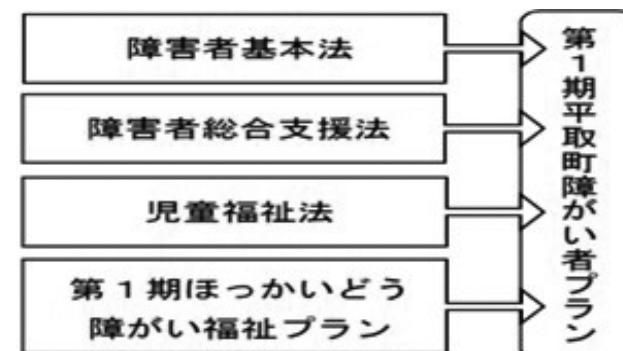 障害者基本法
障害者総合支援法
児童福祉法
第1期ほっかいどう
障がい福祉プラン
第1期平取町障がい者プラン